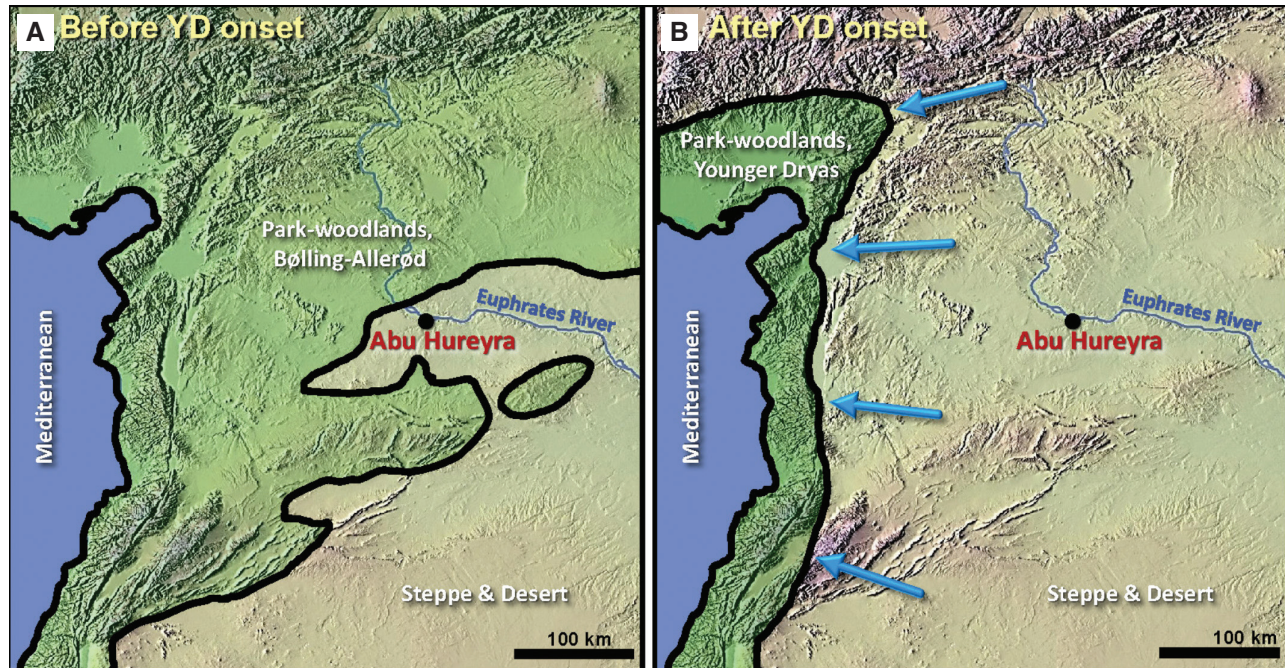 A
Before YD onset
Park-woodlands,
Bølling-Allerød
Euphrates River
Abu Hureyra
Mediterranean
Steppe & Desert
100 km
B
After YD onset
Park-woodlands,
Younger Dryas
Euphrates River
Abu Hureyra
Mediterranean
Steppe & Desert
100 km